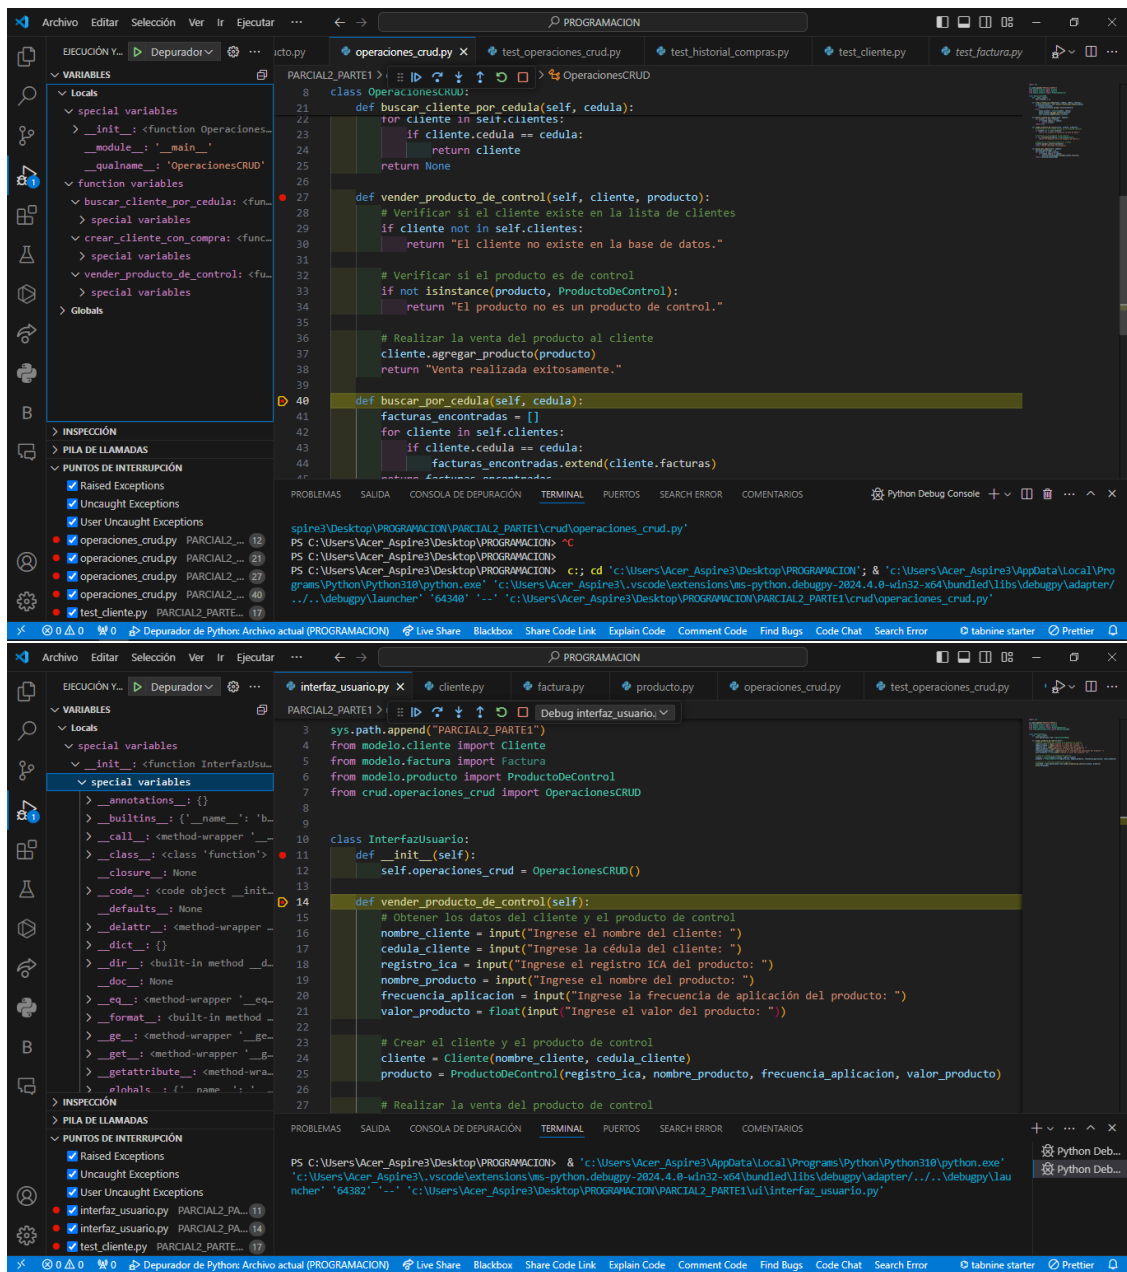 Archivo Editar Selección Ver Ir Ejecutar ··· PROGRAMACION
EJECUCIÓN Y... Depurador ··· icto.py operaciones_crud.py test_operaciones_crud.py test_historial_compras.py test_cliente.py test_factura.py
VARIABLES
PARCIAL2_PARTE1 > OperacionesCRUD
Locals
special variables
__init__: <function Operaciones...
__module__: '__main__'
__qualname__: 'OperacionesCRUD'
function variables
buscar_cliente_por_cedula: <fun...
special variables
crear_cliente_con_compra: <func...
special variables
vender_producto_de_control: <fu...
special variables
Globals
8 class OperacionesCRUD:
21 def buscar_cliente_por_cedula(self, cedula):
22 for cliente in self.clientes:
23 if cliente.cedula == cedula:
24 return cliente
25 return None
26
27 def vender_producto_de_control(self, cliente, producto):
28 # Verificar si el cliente existe en la lista de clientes
29 if cliente not in self.clientes:
30 return "El cliente no existe en la base de datos."
31
32 # Verificar si el producto es de control
33 if not isinstance(producto, ProductoDeControl):
34 return "El producto no es un producto de control."
35
36 # Realizar la venta del producto al cliente
37 cliente.agregar_producto(producto)
38 return "Venta realizada exitosamente."
39
40 def buscar_por_cedula(self, cedula):
41 facturas_encontradas = []
42 for cliente in self.clientes:
43 if cliente.cedula == cedula:
44 facturas_encontradas.extend(cliente.facturas)
45 return facturas_encontradas
INSPECCIÓN
PILA DE LLAMADAS
PUNTOS DE INTERRUPCIÓN
Raised Exceptions
Uncaught Exceptions
User Uncaught Exceptions
operaciones_crud.py PARCIAL2_... 12
operaciones_crud.py PARCIAL2_... 21
operaciones_crud.py PARCIAL2_... 27
operaciones_crud.py PARCIAL2_... 40
test_cliente.py PARCIAL2_PARTE... 17
PROBLEMAS SALIDA CONSOLA DE DEPURACIÓN TERMINAL PUERTOS SEARCH ERROR COMENTARIOS Python Debug Console
spire3\Desktop\PROGRAMACION\PARCIAL2_PARTE1\crud\operaciones_crud.py'
PS C:\Users\Acer_Aspire3\Desktop\PROGRAMACION> ^C
PS C:\Users\Acer_Aspire3\Desktop\PROGRAMACION>
PS C:\Users\Acer_Aspire3\Desktop\PROGRAMACION> c:; cd 'c:\Users\Acer_Aspire3\Desktop\PROGRAMACION'; & 'c:\Users\Acer_Aspire3\AppData\Local\Pro
grams\Python\Python310\python.exe' 'c:\Users\Acer_Aspire3\.vscode\extensions\ms-python.debugpy-2024.4.0-win32-x64\bundled\libs\debugpy\adapter/
../..\debugpy\launcher' '64340' '--' 'c:\Users\Acer_Aspire3\Desktop\PROGRAMACION\PARCIAL2_PARTE1\crud\operaciones_crud.py'
0 0 0 Depurador de Python: Archivo actual (PROGRAMACION) Live Share Blackbox Share Code Link Explain Code Comment Code Find Bugs Code Chat Search Error tabnine starter Prettier
Archivo Editar Selección Ver Ir Ejecutar ··· PROGRAMACION
EJECUCIÓN Y... Depurador ··· interfaz_usuario.py cliente.py factura.py producto.py operaciones_crud.py test_operaciones_crud.py
VARIABLES
PARCIAL2_PARTE1 > Debug interfaz_usuario.
Locals
special variables
__init__: <function InterfazUsu...
special variables
__annotations__: {}
__builtins__: {'__name__': 'b...
__call__: <method-wrapper '__...
__class__: <class 'function'>
__closure__: None
__code__: <code object __init...
__defaults__: None
__delattr__: <method-wrapper ...
__dict__: {}
__dir__: <built-in method __d...
__doc__: None
__eq__: <method-wrapper '__eq...
__format__: <built-in method ...
__ge__: <method-wrapper '__ge...
__get__: <method-wrapper '__g...
__getattribute__: <method-wra...
__globals__: {'__name__': '__...
3 sys.path.append("PARCIAL2_PARTE1")
4 from modelo.cliente import Cliente
5 from modelo.factura import Factura
6 from modelo.producto import ProductoDeControl
7 from crud.operaciones_crud import OperacionesCRUD
8
9
10 class InterfazUsuario:
11 def __init__(self):
12 self.operaciones_crud = OperacionesCRUD()
13
14 def vender_producto_de_control(self):
15 # Obtener los datos del cliente y el producto de control
16 nombre_cliente = input("Ingrese el nombre del cliente: ")
17 cedula_cliente = input("Ingrese la cédula del cliente: ")
18 registro_ica = input("Ingrese el registro ICA del producto: ")
19 nombre_producto = input("Ingrese el nombre del producto: ")
20 frecuencia_aplicacion = input("Ingrese la frecuencia de aplicación del producto: ")
21 valor_producto = float(input("Ingrese el valor del producto: "))
22
23 # Crear el cliente y el producto de control
24 cliente = Cliente(nombre_cliente, cedula_cliente)
25 producto = ProductoDeControl(registro_ica, nombre_producto, frecuencia_aplicacion, valor_producto)
26
27 # Realizar la venta del producto de control
INSPECCIÓN
PILA DE LLAMADAS
PUNTOS DE INTERRUPCIÓN
Raised Exceptions
Uncaught Exceptions
User Uncaught Exceptions
interfaz_usuario.py PARCIAL2_PA... 11
interfaz_usuario.py PARCIAL2_PA... 14
test_cliente.py PARCIAL2_PARTE... 17
PROBLEMAS SALIDA CONSOLA DE DEPURACIÓN TERMINAL PUERTOS SEARCH ERROR COMENTARIOS
Python Deb...
Python Deb...
PS C:\Users\Acer_Aspire3\Desktop\PROGRAMACION> & 'c:\Users\Acer_Aspire3\AppData\Local\Programs\Python\Python310\python.exe'
'c:\Users\Acer_Aspire3\.vscode\extensions\ms-python.debugpy-2024.4.0-win32-x64\bundled\libs\debugpy\adapter/../..\debugpy\lau
ncher' '64382' '--' 'c:\Users\Acer_Aspire3\Desktop\PROGRAMACION\PARCIAL2_PARTE1\ui\interfaz_usuario.py'
0 0 0 Depurador de Python: Archivo actual (PROGRAMACION) Live Share Blackbox Share Code Link Explain Code Comment Code Find Bugs Code Chat Search Error tabnine starter Prettier